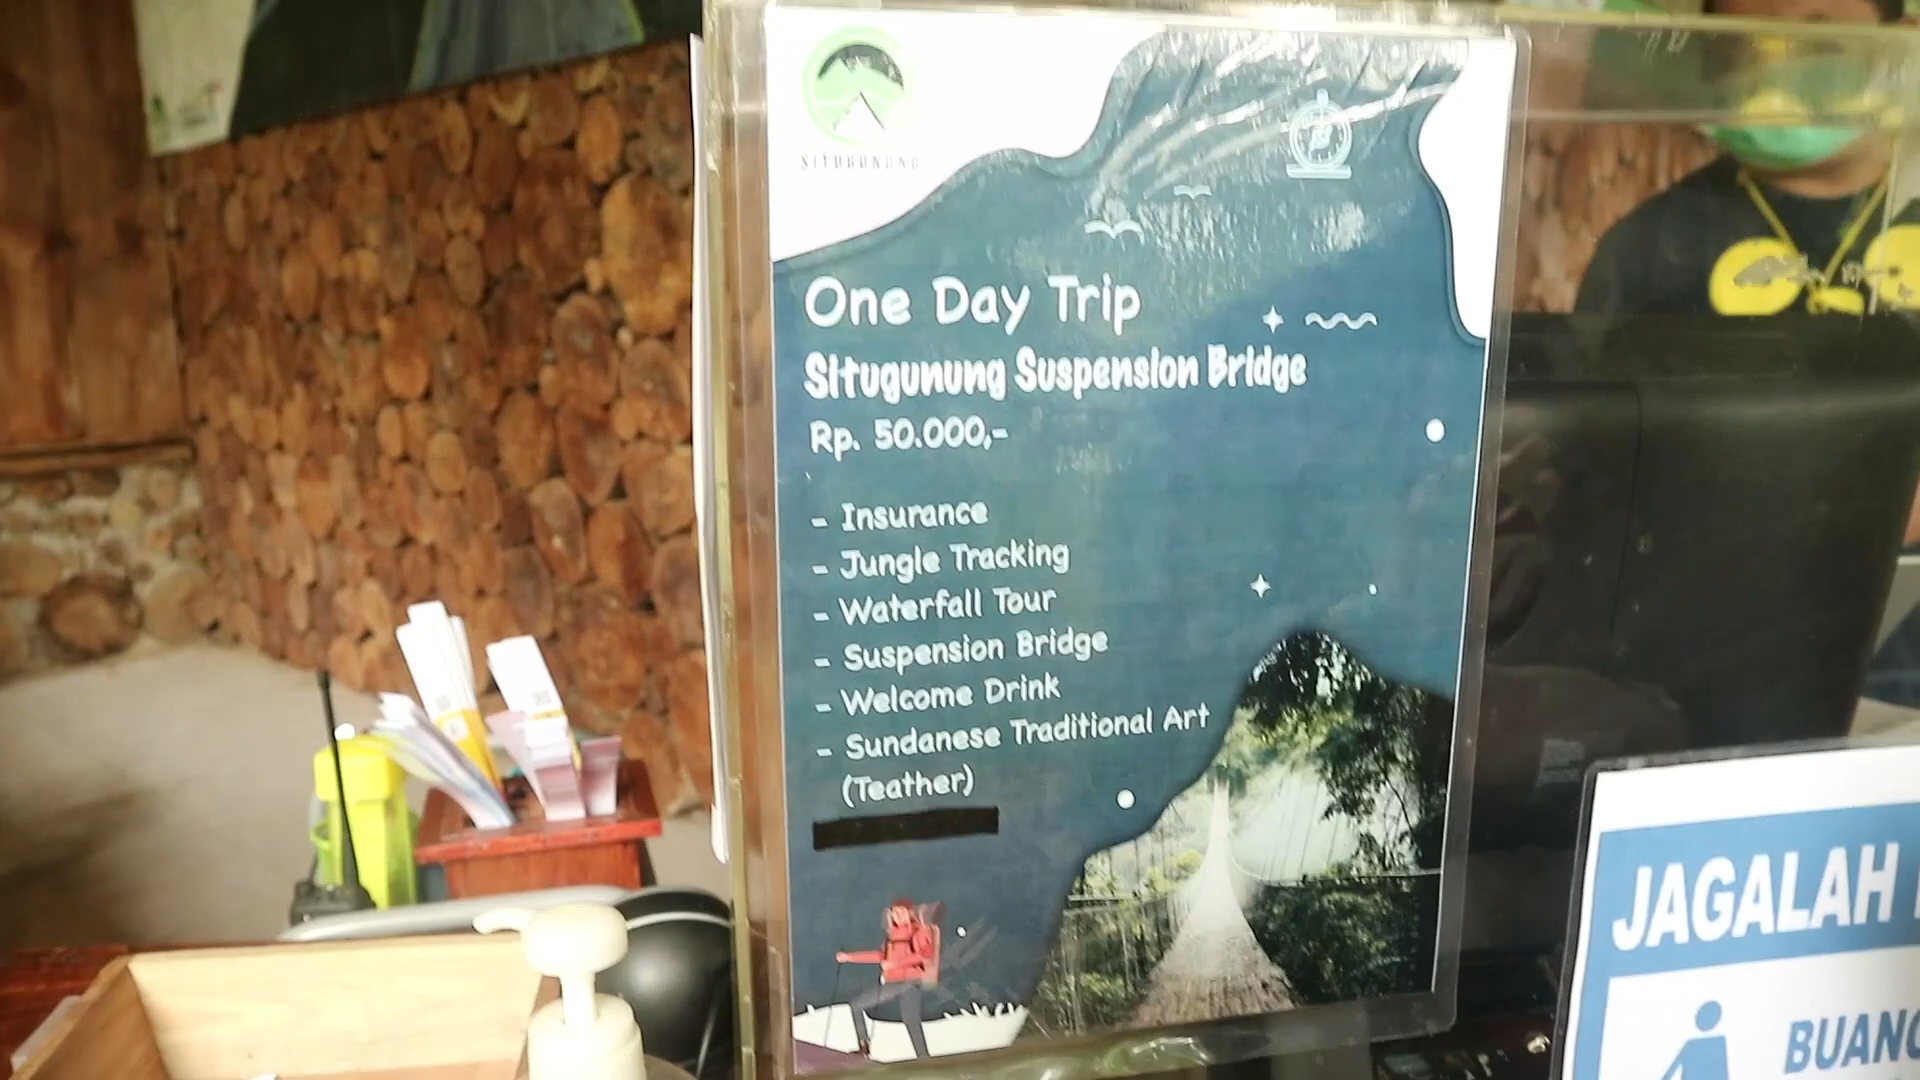 SITUGUNUNG
One Day Trip
Situgunung Suspension Bridge
Rp. 50.000,-
- Insurance
- Jungle Tracking
- Waterfall Tour
- Suspension Bridge
- Welcome Drink
- Sundanese Traditional Art
(Teather)
JAGALAH
BUANG